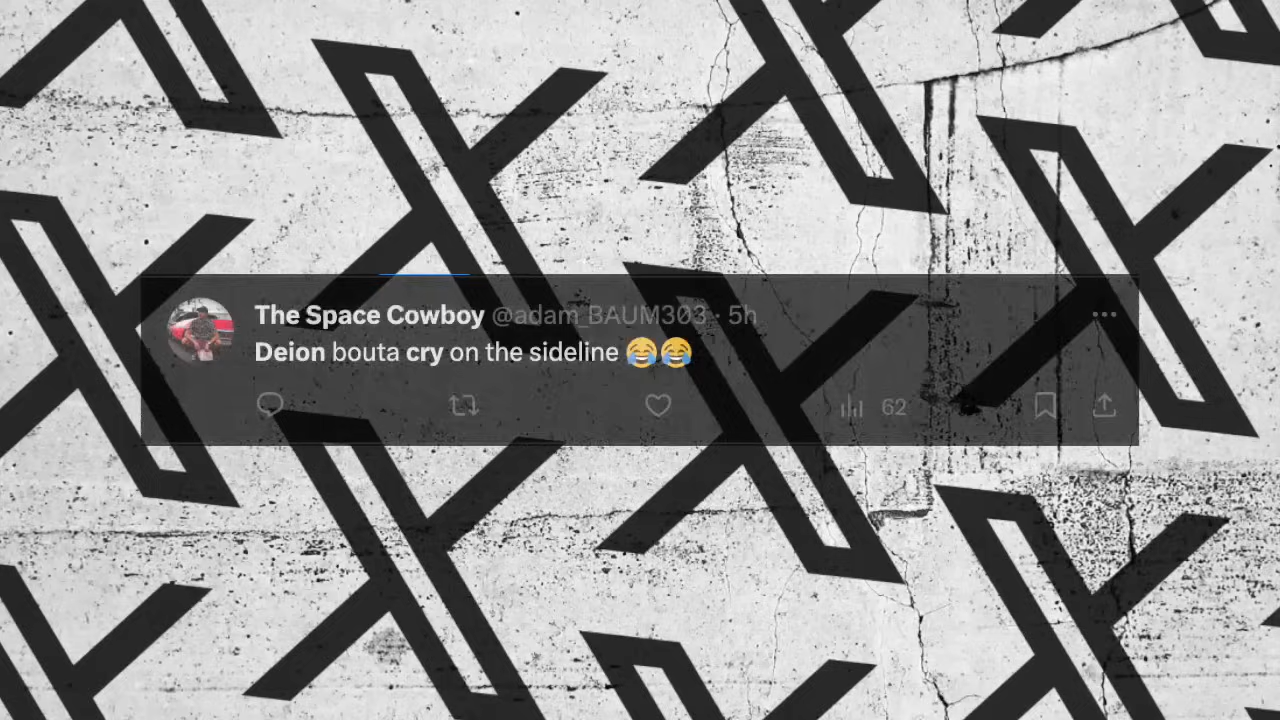 The Space Cowboy @adam_BAUM303 · 5h
Deion bouta cry on the sideline 😂😂
62